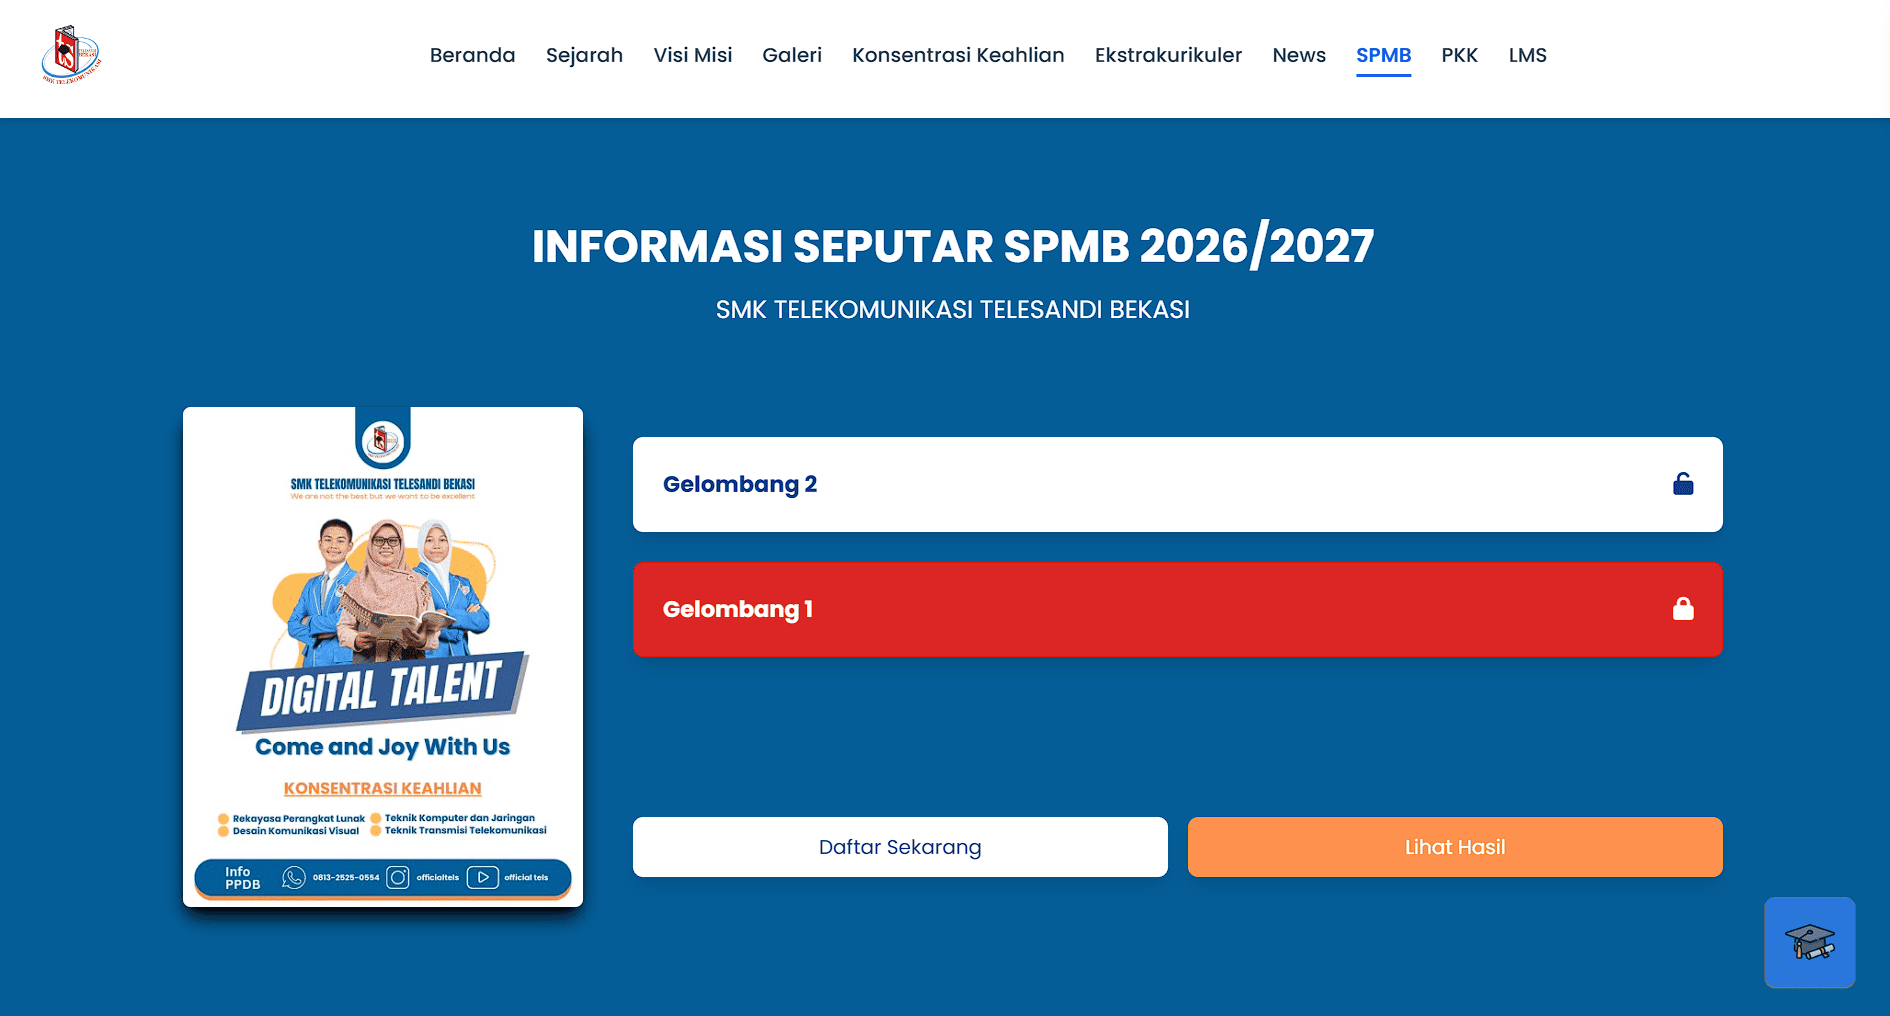 Beranda Sejarah Visi Misi Galeri Konsentrasi Keahlian Ekstrakurikuler News SPMB PKK LMS
INFORMASI SEPUTAR SPMB 2026/2027
SMK TELEKOMUNIKASI TELESANDI BEKASI
SMK TELEKOMUNIKASI TELESANDI BEKASI
We are not the best but we want to be excellent
DIGITAL TALENT
Come and Joy With Us
KONSENTRASI KEAHLIAN
Rekayasa Perangkat Lunak Teknik Komputer dan Jaringan
Desain Komunikasi Visual Teknik Transmisi Telekomunikasi
Info
PPDB
0813-2525-0554 officialtels official tels
Gelombang 2
Gelombang 1
Daftar Sekarang Lihat Hasil